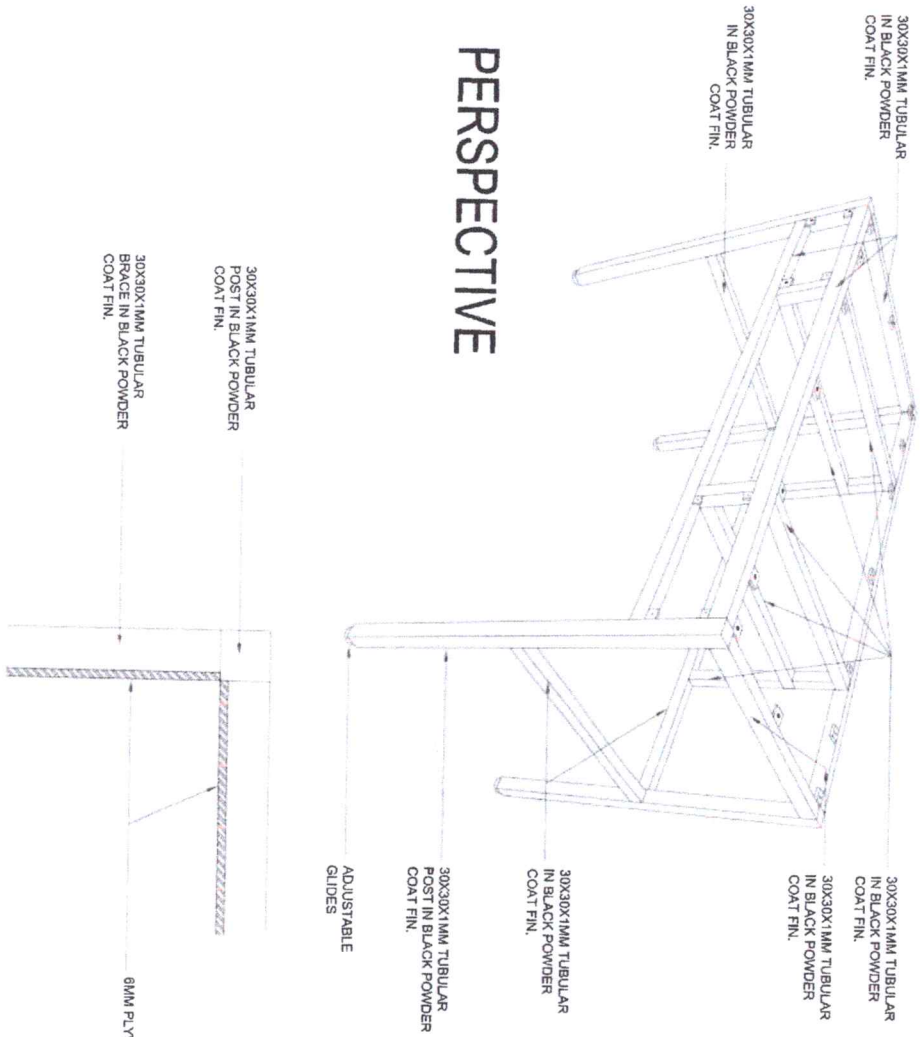 30X30X1MM TUBULAR
IN BLACK POWDER
COAT FIN.
30X30X1MM TUBULAR
IN BLACK POWDER
COAT FIN.
30X30X1MM TUBULAR
IN BLACK POWDER
COAT FIN.
30X30X1MM TUBULAR
IN BLACK POWDER
COAT FIN.
30X30X1MM TUBULAR
IN BLACK POWDER
COAT FIN.
30X30X1MM TUBULAR
POST IN BLACK POWDER
COAT FIN.
ADJUSTABLE
GLIDES
PERSPECTIVE
30X30X1MM TUBULAR
POST IN BLACK POWDER
COAT FIN.
30X30X1MM TUBULAR
BRACE IN BLACK POWDER
COAT FIN.
6MM